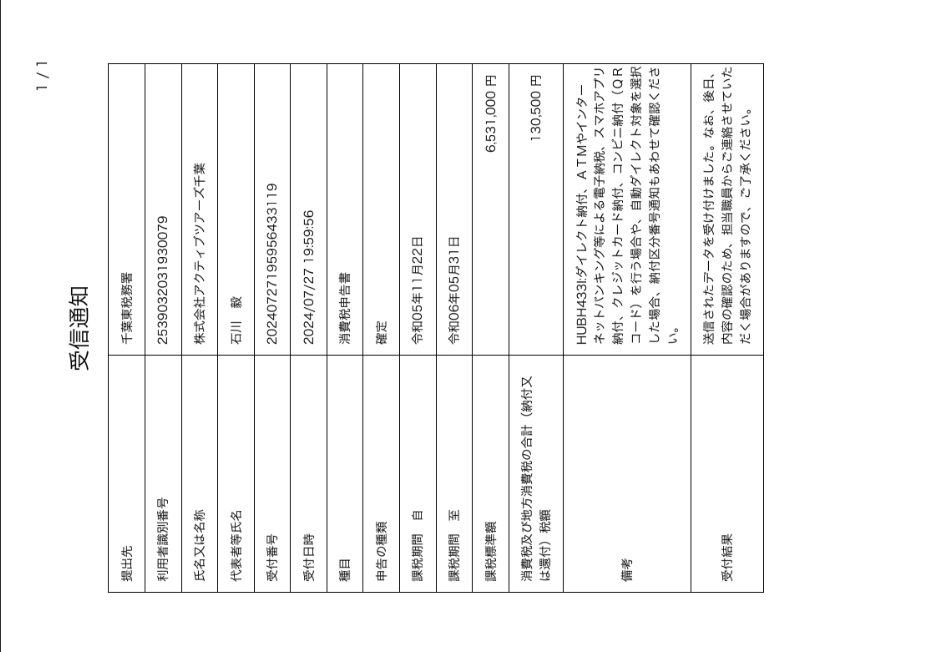 1 / 1
受信通知
提出先 千葉東税務署
利用者識別番号 2539032031930079
氏名又は名称 株式会社アクティブツアーズ千葉
代表者等氏名 石川　毅
受付番号 20240727195956433119
受付日時 2024/07/27 19:59:56
種目 消費税申告書
申告の種類 確定
課税期間　自 令和05年11月22日
課税期間　至 令和06年05月31日
課税標準額 6,531,000 円
消費税及び地方消費税の合計（納付又
は還付）税額
130,500 円
備考
HUBH433I:ダイレクト納付、ＡＴＭやインター
ネットバンキング等による電子納税、スマホアプリ
納付、クレジットカード納付、コンビニ納付（ＱＲ
コード）を行う場合や、自動ダイレクト対象を選択
した場合、納付区分番号通知もあわせて確認くださ
い。
受付結果
送信されたデータを受け付けました。なお、後日、
内容の確認のため、担当職員からご連絡させていた
だく場合がありますので、ご了承ください。